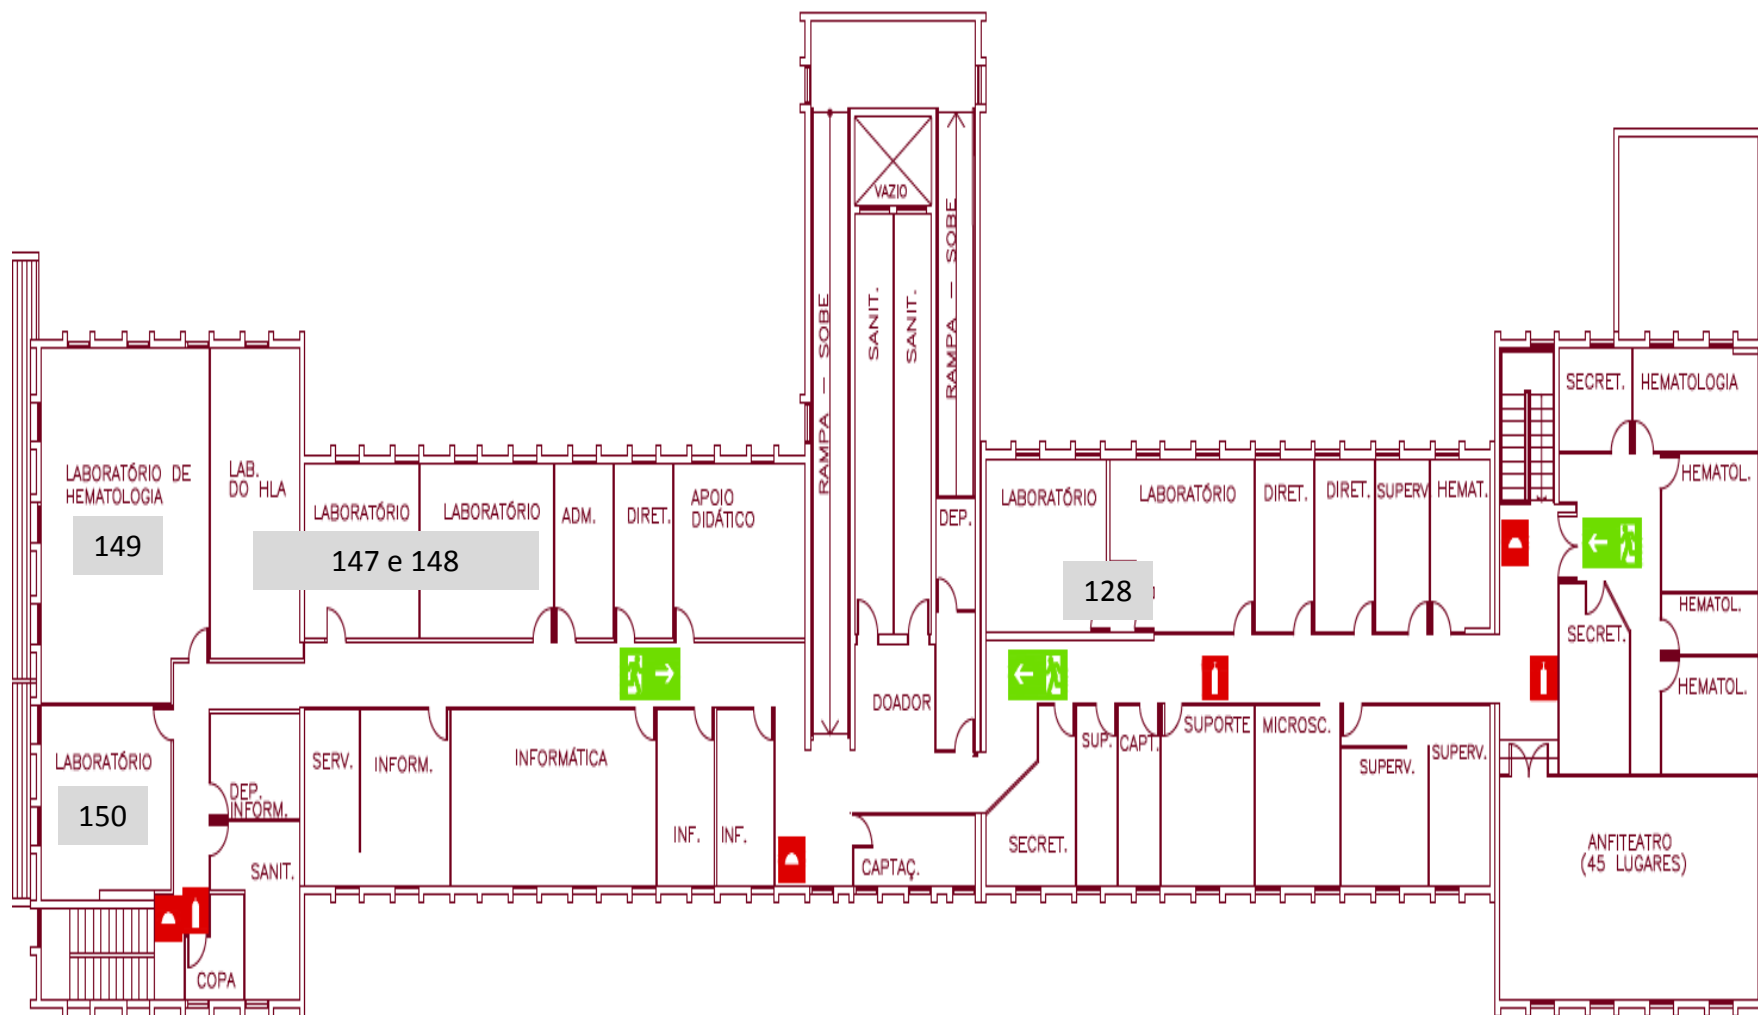 VAZIO
RAMPA – SOBE
SANIT.
SANIT.
RAMPA – SOBE
LABORATÓRIO DE
HEMATOLOGIA
149
LAB.
DO HLA
LABORATÓRIO
LABORATÓRIO
147 e 148
ADM.
DIRET.
APOIO
DIDÁTICO
DEP.
LABORATÓRIO
LABORATÓRIO
128
DIRET.
DIRET.
SUPERV
HEMAT.
SECRET.
HEMATOLOGIA
HEMATOL.
HEMATOL.
SECRET.
HEMATOL.
DOADOR
LABORATÓRIO
150
DEP.
INFORM.
SANIT.
COPA
SERV.
INFORM.
INFORMÁTICA
INF.
INF.
CAPTAÇ.
SECRET.
SUP.
CAPT.
SUPORTE
MICROSC.
SUPERV.
SUPERV.
ANFITEATRO
(45 LUGARES)